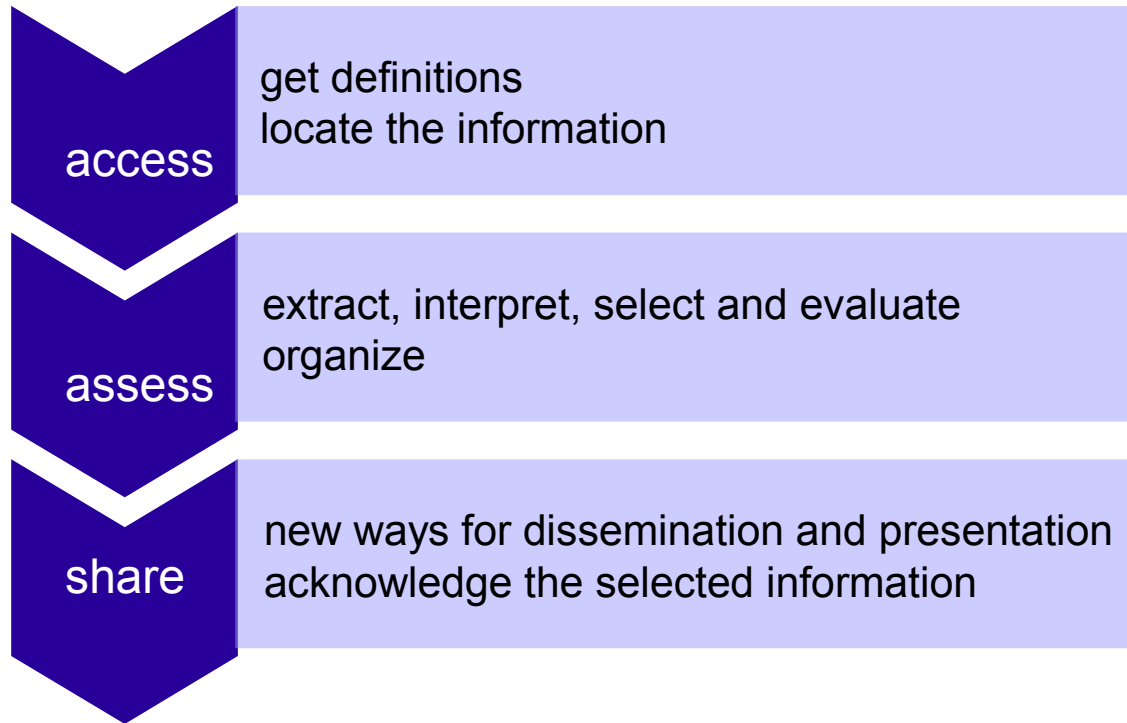 access
get definitions
locate the information
assess
extract, interpret, select and evaluate
organize
share
new ways for dissemination and presentation
acknowledge the selected information